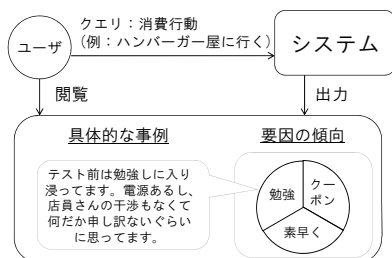 クエリ：消費行動
(例：ハンバーガー屋に行く)
ユーザ
システム
閲覧
出力
具体的な事例
要因の傾向
テスト前は勉強しに入り
浸ってます。電源あるし、
店員さんの干渉もなくて
何だか申し訳ないぐらい
に思ってます。
勉強
クー
ポン
素早く